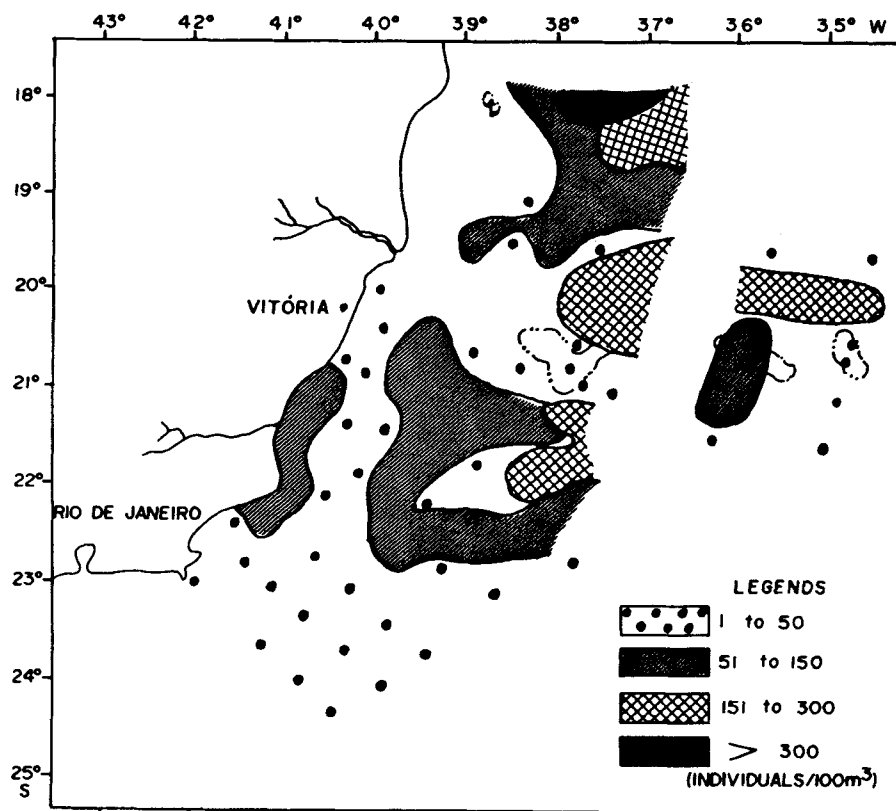 43° 42° 41° 40° 39° 38° 37° 36° 35° W
18°
19°
20°
VITÓRIA
21°
22°
RIO DE JANEIRO
23°
LEGENDS
1 to 50
24°
51 to 150
151 to 300
25°
> 300
S
(INDIVIDUALS/100m³)